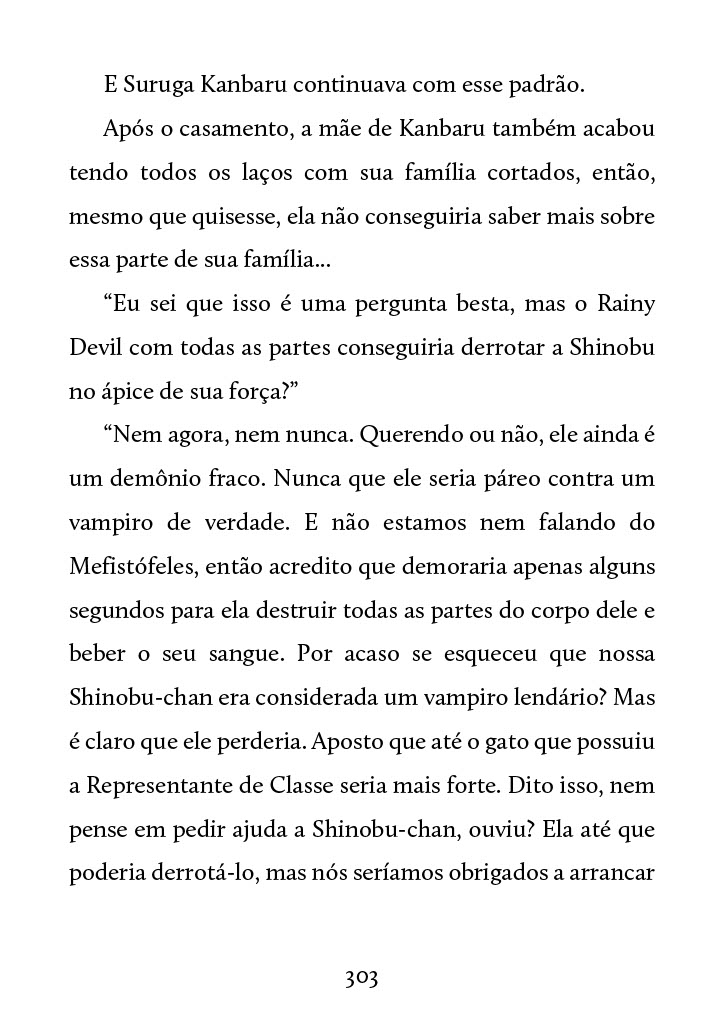 E Suruga Kanbaru continuava com esse padrão.
Após o casamento, a mãe de Kanbaru também acabou
tendo todos os laços com sua família cortados, então,
mesmo que quisesse, ela não conseguiria saber mais sobre
essa parte de sua família...
“Eu sei que isso é uma pergunta besta, mas o Rainy
Devil com todas as partes conseguiria derrotar a Shinobu
no ápice de sua força?”
“Nem agora, nem nunca. Querendo ou não, ele ainda é
um demônio fraco. Nunca que ele seria páreo contra um
vampiro de verdade. E não estamos nem falando do
Mefistófeles, então acredito que demoraria apenas alguns
segundos para ela destruir todas as partes do corpo dele e
beber o seu sangue. Por acaso se esqueceu que nossa
Shinobu-chan era considerada um vampiro lendário? Mas
é claro que ele perderia. Aposto que até o gato que possuiu
a Representante de Classe seria mais forte. Dito isso, nem
pense em pedir ajuda a Shinobu-chan, ouviu? Ela até que
poderia derrotá-lo, mas nós seríamos obrigados a arrancar
303